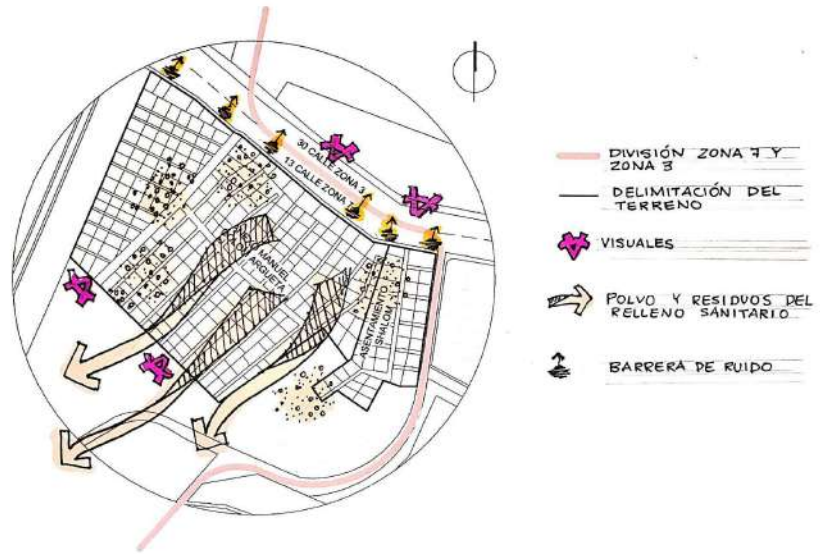 30 CALLE ZONA 3
13 CALLE ZONA
MANUEL
ARGUETA
ASENTAMIENTO
SHALOM
DIVISIÓN ZONA 7 Y
ZONA 3
DELIMITACIÓN DEL
TERRENO
VISUALES
POLVO Y RESIDUOS DEL
RELLENO SANITARIO
BARRERA DE RUIDO